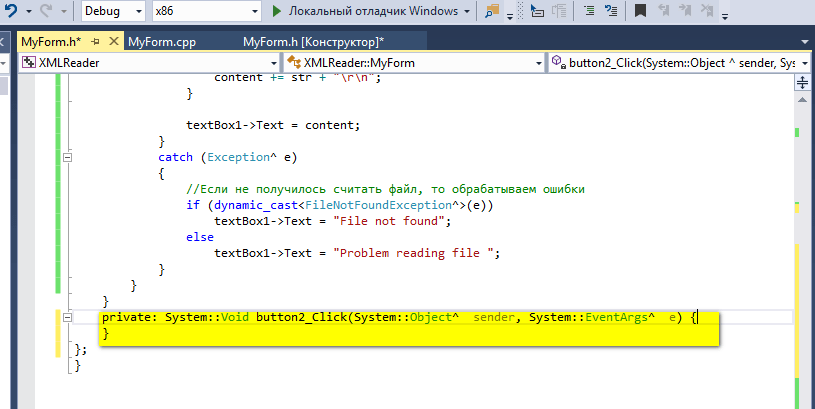 Debug x86 Локальный отладчик Windows
MyForm.h* MyForm.cpp MyForm.h [Конструктор]*
XMLReader XMLReader::MyForm button2_Click(System::Object ^ sender, Sys
content += str + "\r\n";
}
textBox1->Text = content;
}
catch (Exception^ e)
{
//Если не получилось считать файл, то обрабатываем ошибки
if (dynamic_cast<FileNotFoundException^>(e))
textBox1->Text = "File not found";
else
textBox1->Text = "Problem reading file ";
}
}
}
private: System::Void button2_Click(System::Object^  sender, System::EventArgs^  e) {
}
};
}